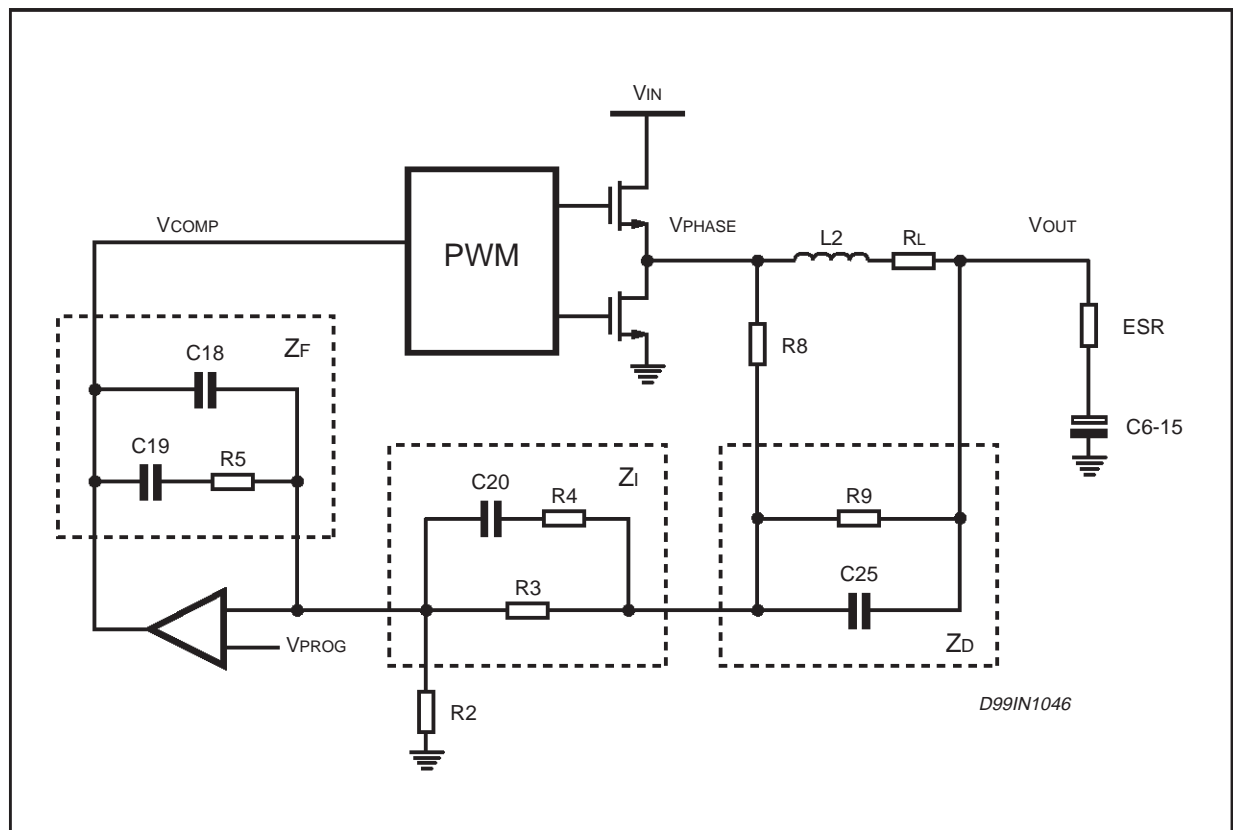 VIN
VCOMP
PWM
VPHASE
L2
RL
VOUT
ESR
C6-15
R8
C18
ZF
C19
R5
C20
R4
ZI
R3
R9
C25
ZD
VPROG
R2
D99IN1046